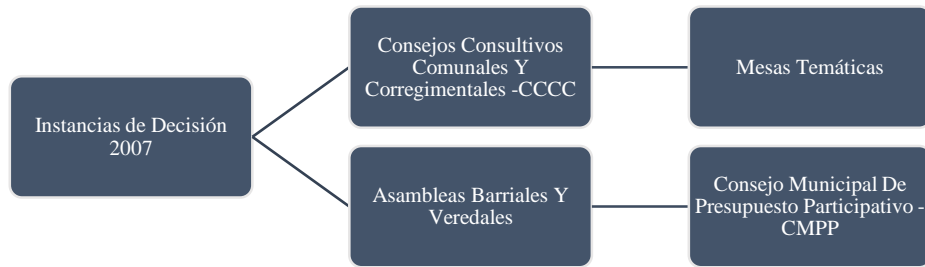 Instancias de Decisión
2007
Consejos Consultivos
Comunales Y
Corregimentales -CCCC
Mesas Temáticas
Asambleas Barriales Y
Veredales
Consejo Municipal De
Presupuesto Participativo -
CMPP